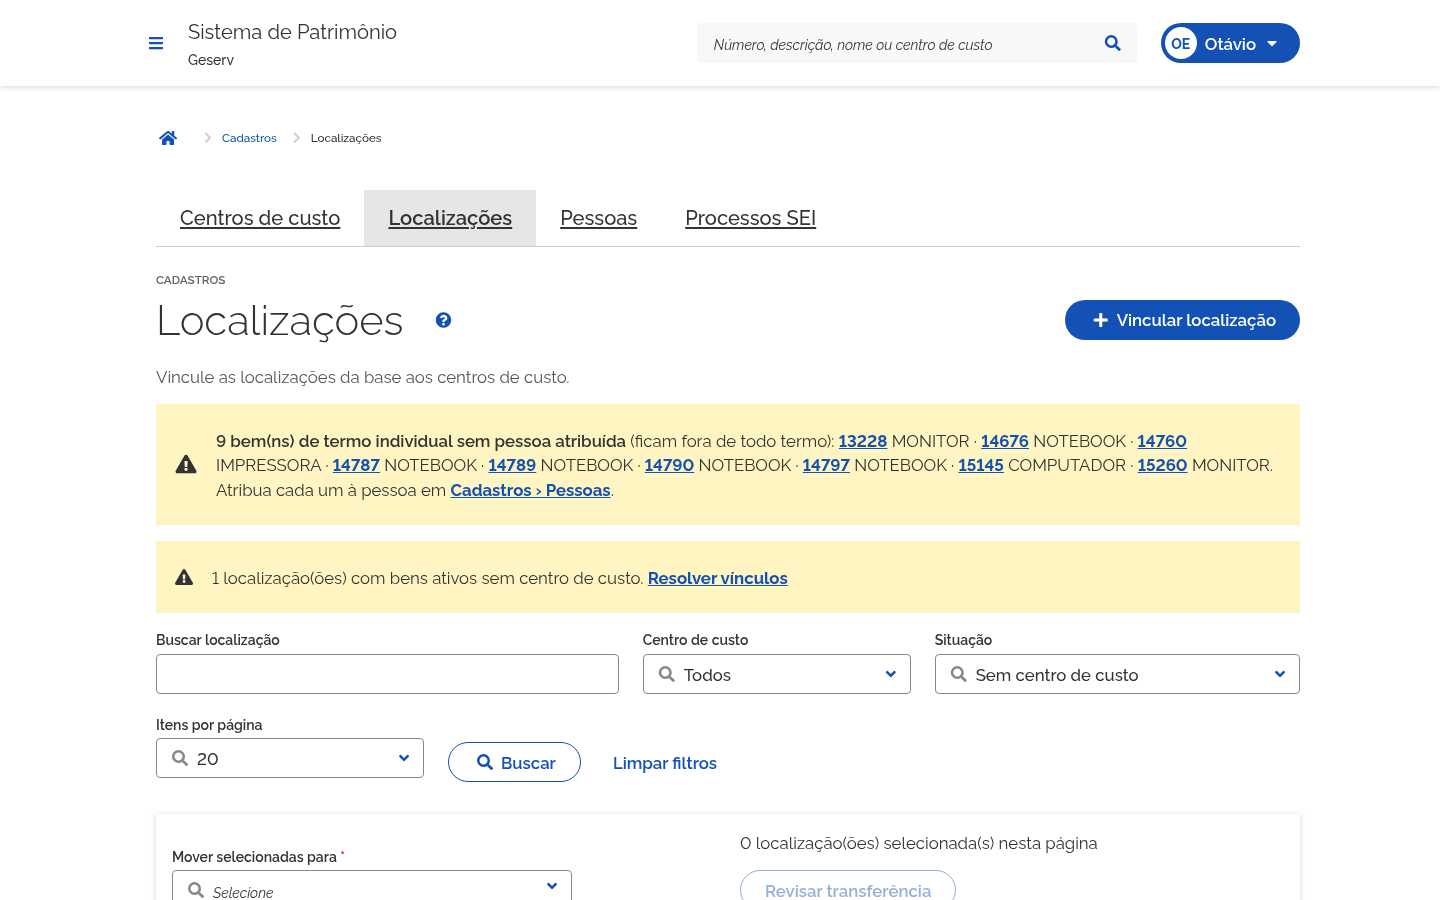 Sistema de Patrimônio
Geserv
Número, descrição, nome ou centro de custo
OE Otávio
Cadastros
Localizações
Centros de custo
Localizações
Pessoas
Processos SEI
CADASTROS
Localizações
Vincular localização
Vincule as localizações da base aos centros de custo.
9 bem(ns) de termo individual sem pessoa atribuída (ficam fora de todo termo): 13228 MONITOR · 14676 NOTEBOOK · 14760
IMPRESSORA · 14787 NOTEBOOK · 14789 NOTEBOOK · 14790 NOTEBOOK · 14797 NOTEBOOK · 15145 COMPUTADOR · 15260 MONITOR.
Atribua cada um à pessoa em Cadastros › Pessoas.
1 localização(ões) com bens ativos sem centro de custo. Resolver vínculos
Buscar localização
Centro de custo
Todos
Situação
Sem centro de custo
Itens por página
20
Buscar
Limpar filtros
Mover selecionadas para *
Selecione
0 localização(ões) selecionada(s) nesta página
Revisar transferência